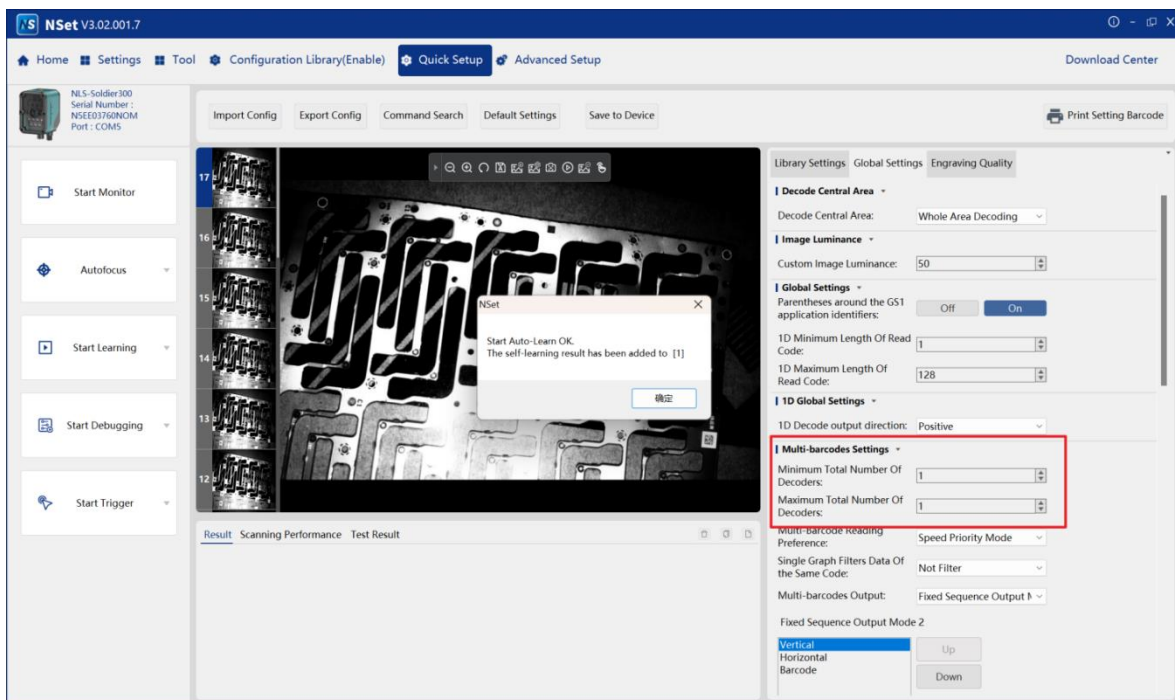 NS NSet V3.02.001.7
Home Settings Tool Configuration Library(Enable) Quick Setup Advanced Setup Download Center
NLS-Soldier300
Serial Number :
NSEE03760NOM
Port : COM5
Import Config Export Config Command Search Default Settings Save to Device Print Setting Barcode
Start Monitor
Autofocus
Start Learning
Start Debugging
Start Trigger
17
16
15
14
13
12
NSet
Start Auto-Learn OK.
The self-learning result has been added to [1]
确定
Result Scanning Performance Test Result
Library Settings Global Settings Engraving Quality
Decode Central Area
Decode Central Area: Whole Area Decoding
Image Luminance
Custom Image Luminance: 50
Global Settings
Parentheses around the GS1
application identifiers: Off On
1D Minimum Length Of Read
Code: 1
1D Maximum Length Of
Read Code: 128
1D Global Settings
1D Decode output direction: Positive
Multi-barcodes Settings
Minimum Total Number Of
Decoders: 1
Maximum Total Number Of
Decoders: 1
Multi-Barcode Reading
Preference: Speed Priority Mode
Single Graph Filters Data Of
the Same Code: Not Filter
Multi-barcodes Output: Fixed Sequence Output
Fixed Sequence Output Mode 2
Vertical
Horizontal
Barcode
Up
Down